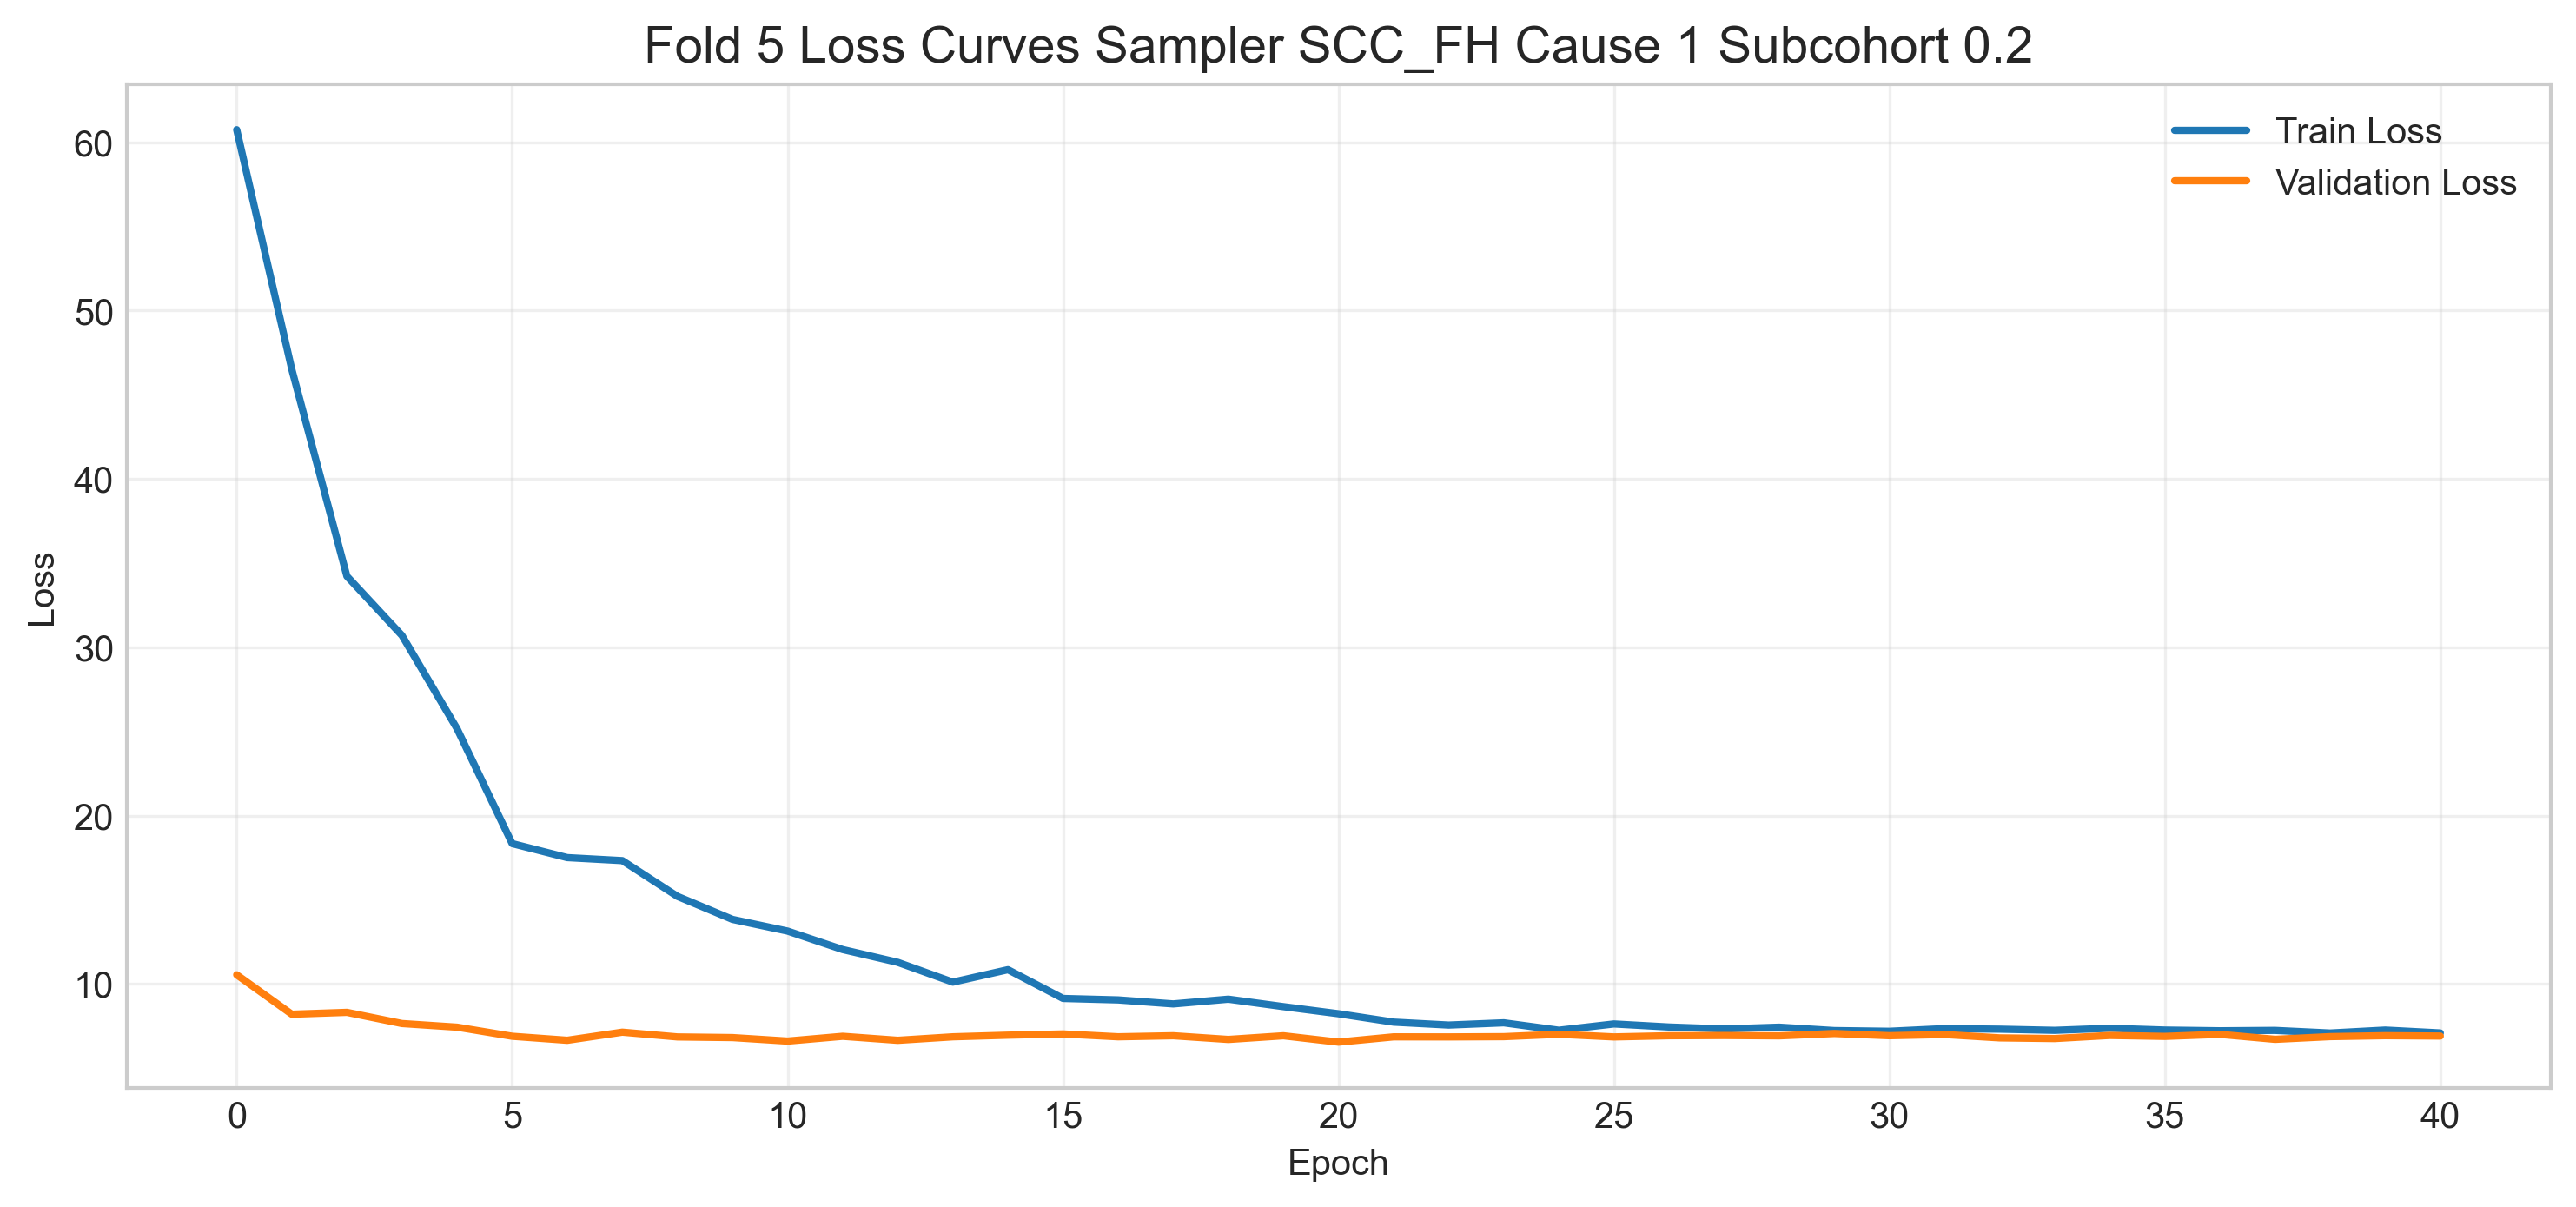 Fold 5 Loss Curves Sampler SCC_FH Cause 1 Subcohort 0.2
Train Loss
Validation Loss
60
50
40
30
20
10
Loss
0 5 10 15 20 25 30 35 40
Epoch